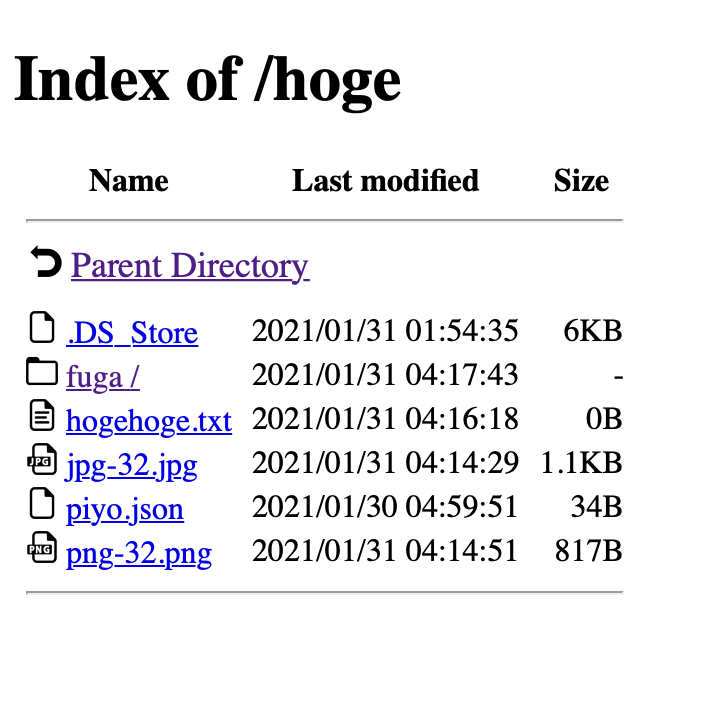 Index of /hoge
Name Last modified Size
Parent Directory
.DS_Store 2021/01/31 01:54:35 6KB
fuga / 2021/01/31 04:17:43 -
hogehoge.txt 2021/01/31 04:16:18 0B
JPG jpg-32.jpg 2021/01/31 04:14:29 1.1KB
piyo.json 2021/01/30 04:59:51 34B
PNG png-32.png 2021/01/31 04:14:51 817B